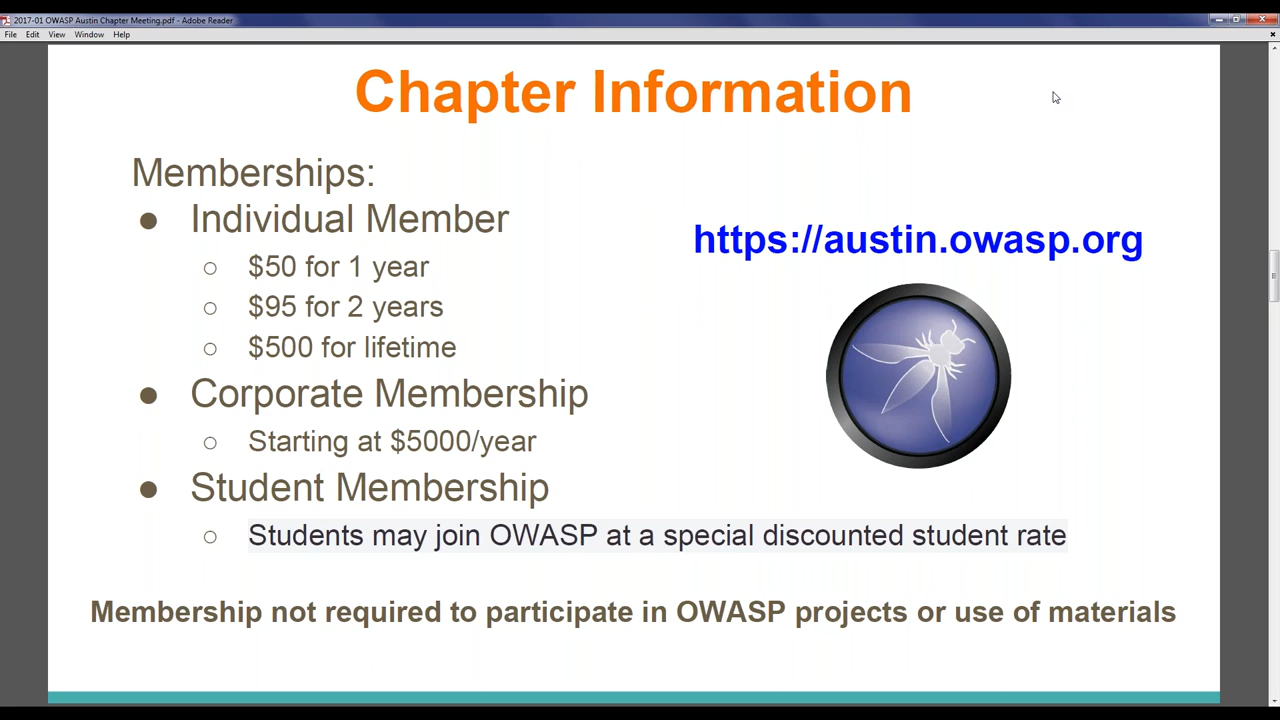 2017-01 OWASP Austin Chapter Meeting.pdf - Adobe Reader
File Edit View Window Help
Chapter Information
Memberships:
● Individual Member
○ $50 for 1 year
○ $95 for 2 years
○ $500 for lifetime
● Corporate Membership
○ Starting at $5000/year
● Student Membership
○ Students may join OWASP at a special discounted student rate
https://austin.owasp.org
Membership not required to participate in OWASP projects or use of materials